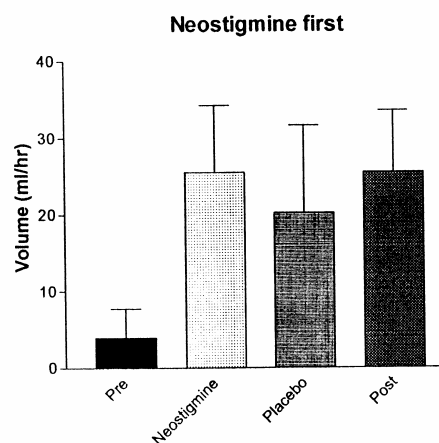 Neostigmine first
40
30
20
10
0
Volume (ml/hr)
Pre
Neostigmine
Placebo
Post